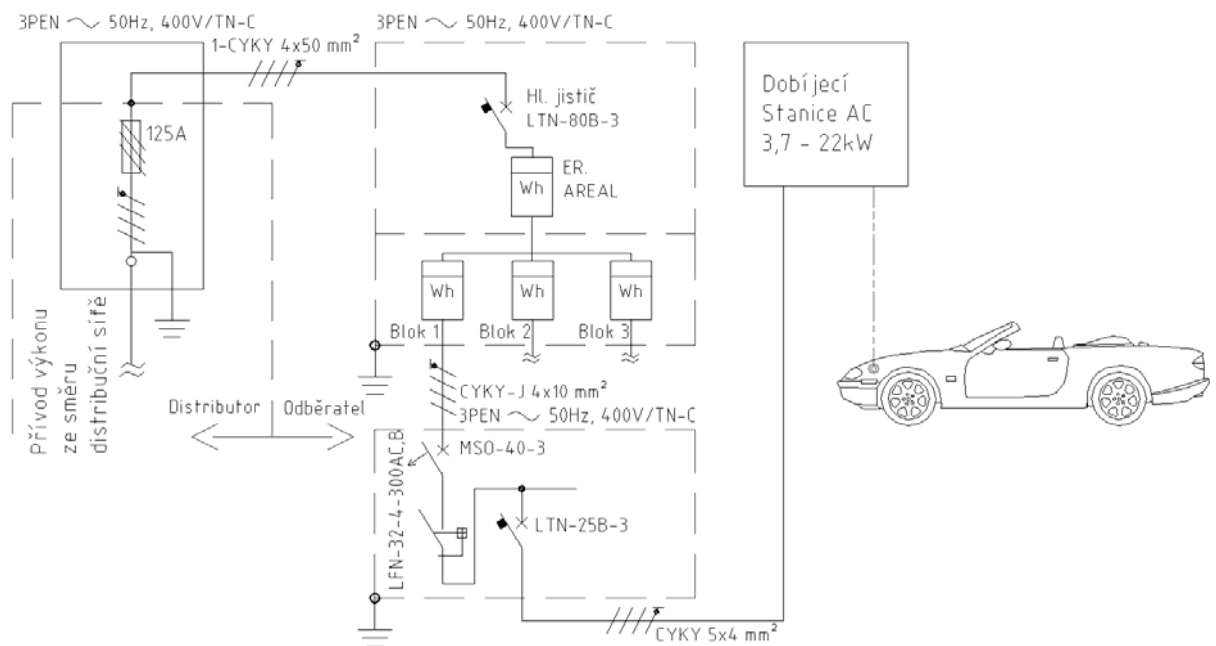 3PEN ~ 50Hz, 400V/TN-C
1-CYKY 4x50 mm²
125A
Přívod výkonu
ze směru
distribuční sítě
Distributor
Odběratel
3PEN ~ 50Hz, 400V/TN-C
Hl. jistič
LTN-80B-3
Wh
ER.
AREAL
Wh
Wh
Wh
Blok 1
Blok 2
Blok 3
CYKY-J 4x10 mm²
3PEN ~ 50Hz, 400V/TN-C
MSO-40-3
LFN-32-4-300AC,B
LTN-25B-3
CYKY 5x4 mm²
Dobíjecí
Stanice AC
3,7 - 22kW